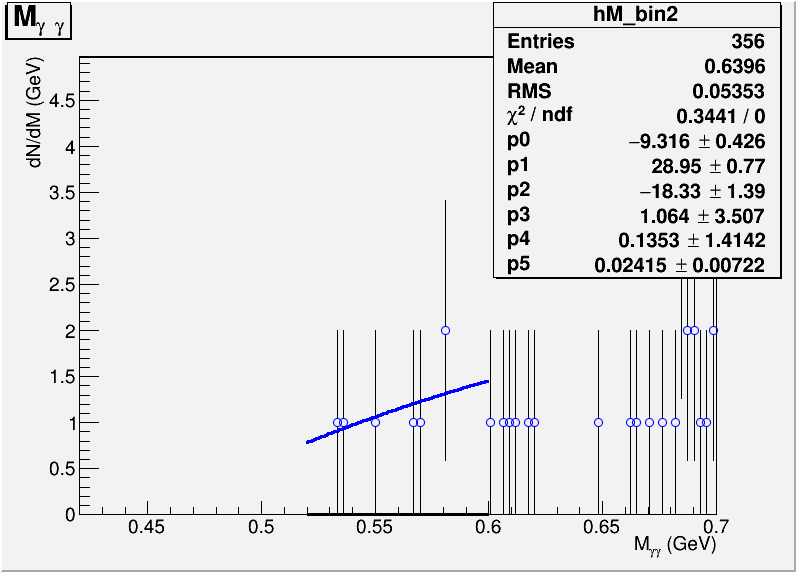 M_γ γ
hM_bin2
Entries 356
Mean 0.6396
RMS 0.05353
χ² / ndf 0.3441 / 0
p0 −9.316 ± 0.426
p1 28.95 ± 0.77
p2 −18.33 ± 1.39
p3 1.064 ± 3.507
p4 0.1353 ± 1.4142
p5 0.02415 ± 0.00722
dN/dM (GeV)
4.5
4
3.5
3
2.5
2
1.5
1
0.5
0
0.45 0.5 0.55 0.6 0.65 0.7
M_γγ (GeV)